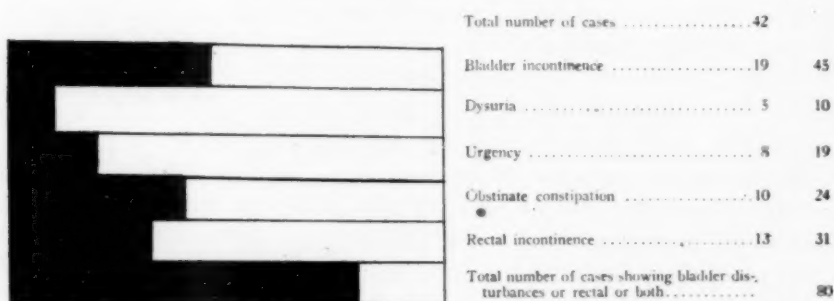 Total number of cases ....................42
Bladder incontinence ....................19 45
Dysuria .................................. 5 10
Urgency .................................. 8 19
Obstinate constipation ..................10 24
Rectal incontinence ......................13 31
Total number of cases showing bladder dis-
turbances or rectal or both............ 80